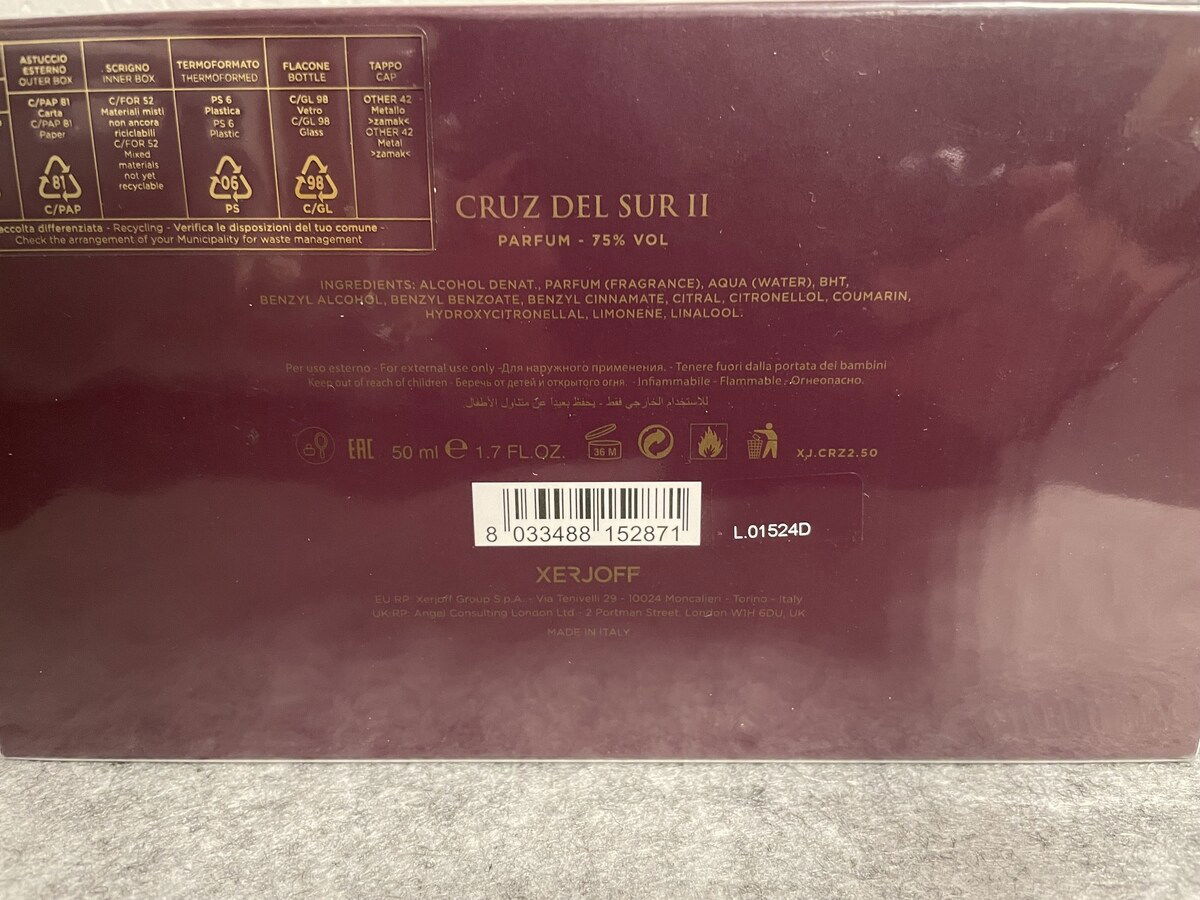 ASTUCCIO
ESTERNO
OUTER BOX
C/PAP 81
Carta
C/PAP 81
Paper
81
C/PAP
SCRIGNO
INNER BOX
C/FOR 52
Materiali misti
non ancora
riciclabili
C/FOR 52
Mixed
materials
not yet
recyclable
TERMOFORMATO
THERMOFORMED
PS 6
Plastica
PS 6
Plastic
06
PS
FLACONE
BOTTLE
C/GL 98
Vetro
C/GL 98
Glass
98
C/GL
TAPPO
CAP
OTHER 42
Metallo
>zamak<
OTHER 42
Metal
>zamak<
accolta differenziata - Recycling - Verifica le disposizioni del tuo comune -
Check the arrangement of your Municipality for waste management
CRUZ DEL SUR II
PARFUM - 75% VOL
INGREDIENTS: ALCOHOL DENAT., PARFUM (FRAGRANCE), AQUA (WATER), BHT,
BENZYL ALCOHOL, BENZYL BENZOATE, BENZYL CINNAMATE, CITRAL, CITRONELLOL, COUMARIN,
HYDROXYCITRONELLAL, LIMONENE, LINALOOL.
Per uso esterno - For external use only -Для наружного применения. - Tenere fuori dalla portata dei bambini
Keep out of reach of children - Беречь от детей и открытого огня. - Infiammabile - Flammable - Огнеопасно.
للاستخدام الخارجي فقط - يحفظ بعيدا عن متناول الأطفال.
EAC 50 ml e 1.7 FL.OZ. 36 M XJ.CRZ2.50
8 033488 152871
L.01524D
XERJOFF
EU RP: Xerjoff Group S.p.A. - Via Tenivelli 29 - 10024 Moncalieri - Torino - Italy
UK-RP: Angel Consulting London Ltd - 2 Portman Street, London W1H 6DU, UK
MADE IN ITALY